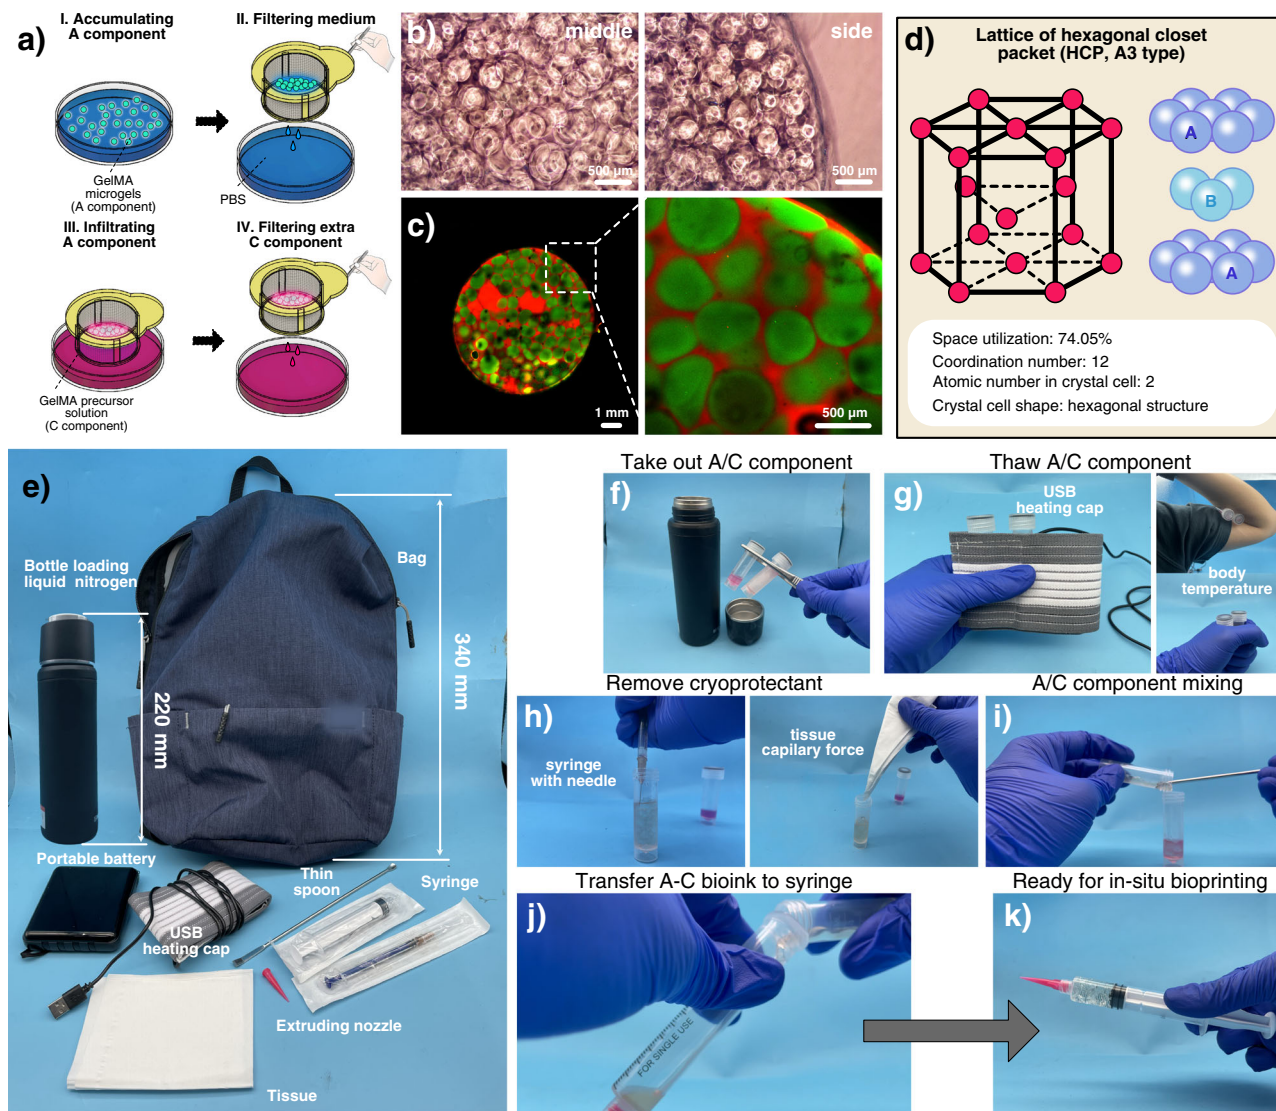 a)
I. Accumulating
A component
II. Filtering medium
GelMA
microgels
(A component)
PBS
III. Infiltrating
A component
IV. Filtering extra
C component
GelMA precursor
solution
(C component)
b)
middle
500 µm
side
500 µm
c)
1 mm
500 µm
d)
Lattice of hexagonal closet
packet (HCP, A3 type)
A
B
A
Space utilization: 74.05%
Coordination number: 12
Atomic number in crystal cell: 2
Crystal cell shape: hexagonal structure
e)
Bottle loading
liquid nitrogen
Bag
340 mm
220 mm
Portable battery
Thin
spoon
Syringe
USB
heating cap
Extruding nozzle
Tissue
Take out A/C component
f)
Thaw A/C component
g)
USB
heating cap
body
temperature
Remove cryoprotectant
h)
syringe
with needle
tissue
capilary force
A/C component mixing
i)
Transfer A-C bioink to syringe
j)
FOR SINGLE USE
Ready for in-situ bioprinting
k)